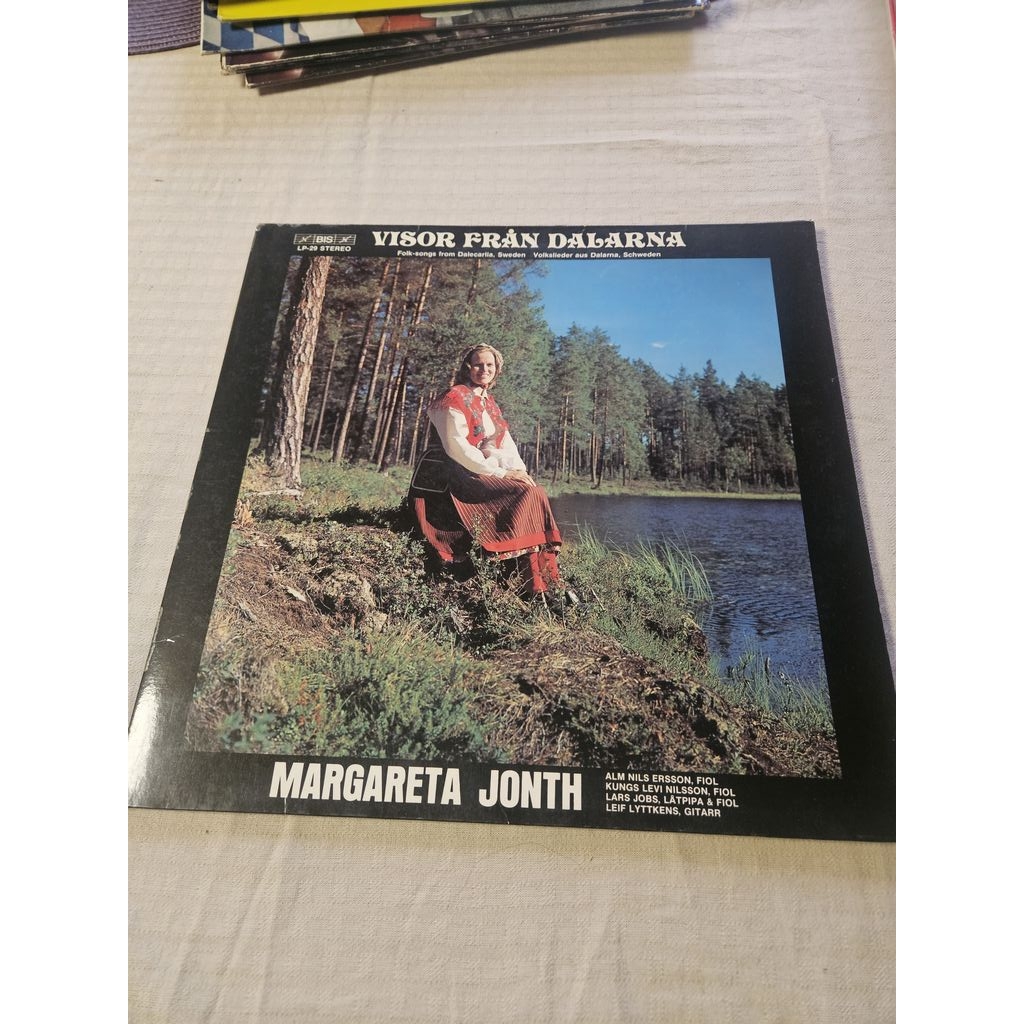 BIS
LP-29 STEREO
VISOR FRÅN DALARNA
Folk-songs from Dalecarlia, Sweden Volkslieder aus Dalarna, Schweden
MARGARETA JONTH
ALM NILS ERSSON, FIOL
KUNGS LEVI NILSSON, FIOL
LARS JOBS, LÅTPIPA & FIOL
LEIF LYTTKENS, GITARR